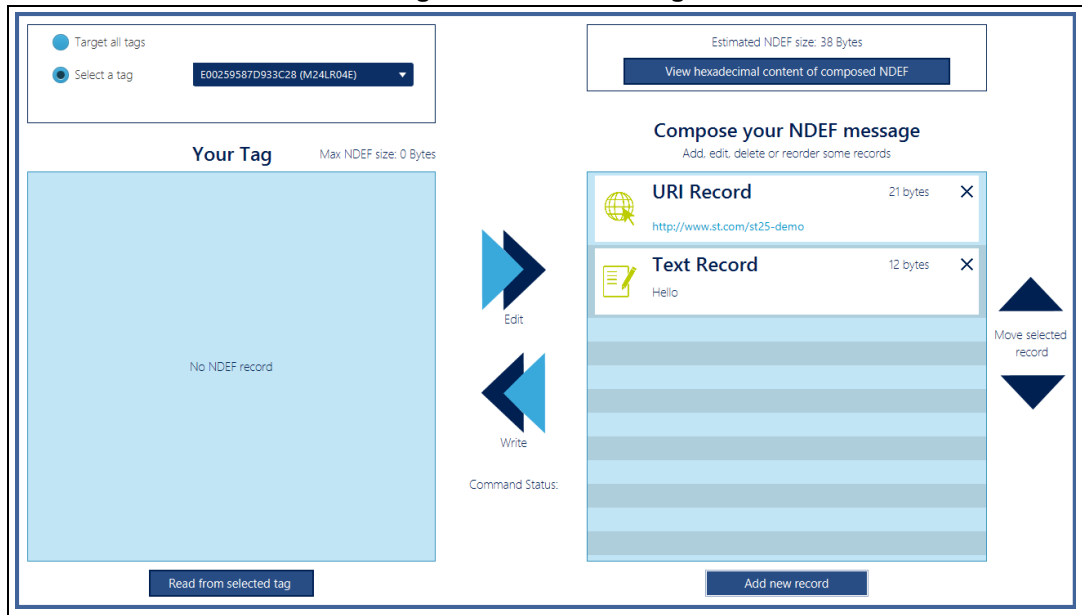 Target all tags
Select a tag
E00259587D933C28 (M24LR04E)
Estimated NDEF size: 38 Bytes
View hexadecimal content of composed NDEF
Your Tag
Max NDEF size: 0 Bytes
Compose your NDEF message
Add, edit, delete or reorder some records
URI Record
21 bytes
http://www.st.com/st25-demo
Text Record
12 bytes
Hello
Edit
No NDEF record
Write
Command Status:
Move selected
record
Read from selected tag
Add new record